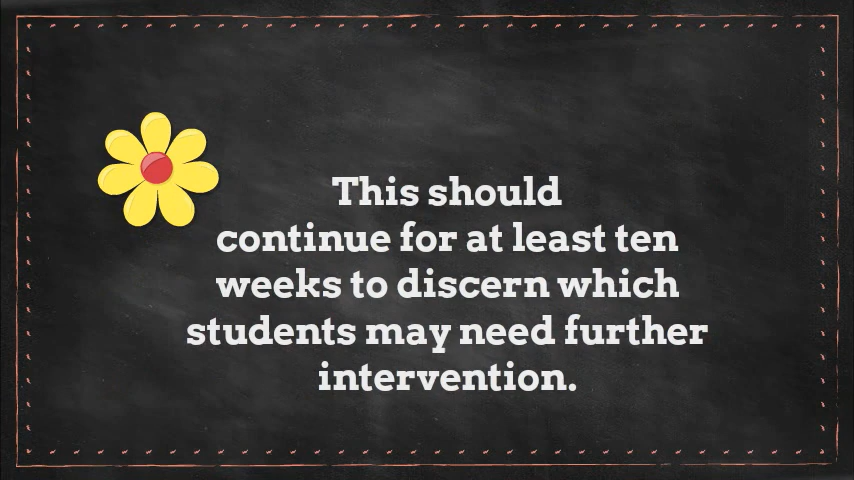 This should
continue for at least ten
weeks to discern which
students may need further
intervention.